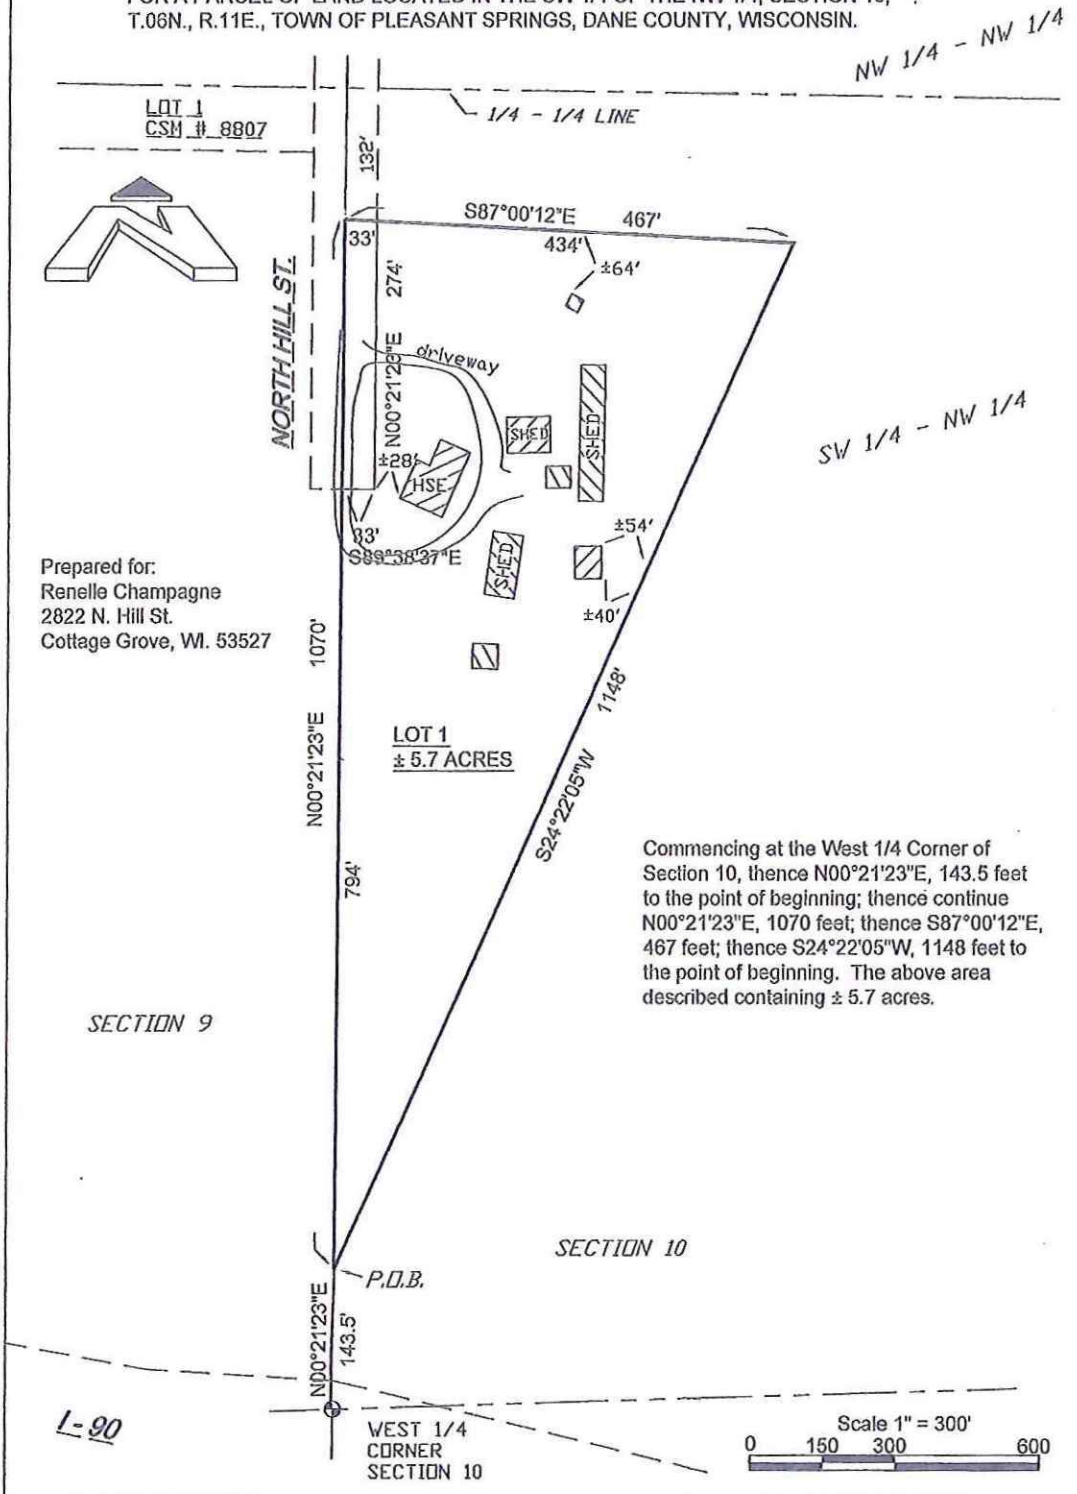 T.06N., R.11E., TOWN OF PLEASANT SPRINGS, DANE COUNTY, WISCONSIN.
NW 1/4 - NW 1/4
LOT 1
CSM # 8807
1/4 - 1/4 LINE
132'
S87°00'12"E 467'
33'
434'
±64'
274'
N00°21'23"E
NORTH HILL ST.
driveway
SHED
SHED
SW 1/4 - NW 1/4
±28'
HSE
33'
S89°38'37"E
SHED
±54'
±40'
Prepared for:
Renelle Champagne
2822 N. Hill St.
Cottage Grove, WI. 53527
1070'
N00°21'23"E
1148'
S24°22'05"W
LOT 1
± 5.7 ACRES
794'
Commencing at the West 1/4 Corner of
Section 10, thence N00°21'23"E, 143.5 feet
to the point of beginning; thence continue
N00°21'23"E, 1070 feet; thence S87°00'12"E,
467 feet; thence S24°22'05"W, 1148 feet to
the point of beginning. The above area
described containing ± 5.7 acres.
SECTION 9
SECTION 10
P.O.B.
N00°21'23"E
143.5'
I-90
WEST 1/4
CORNER
SECTION 10
Scale 1" = 300'
0 150 300 600